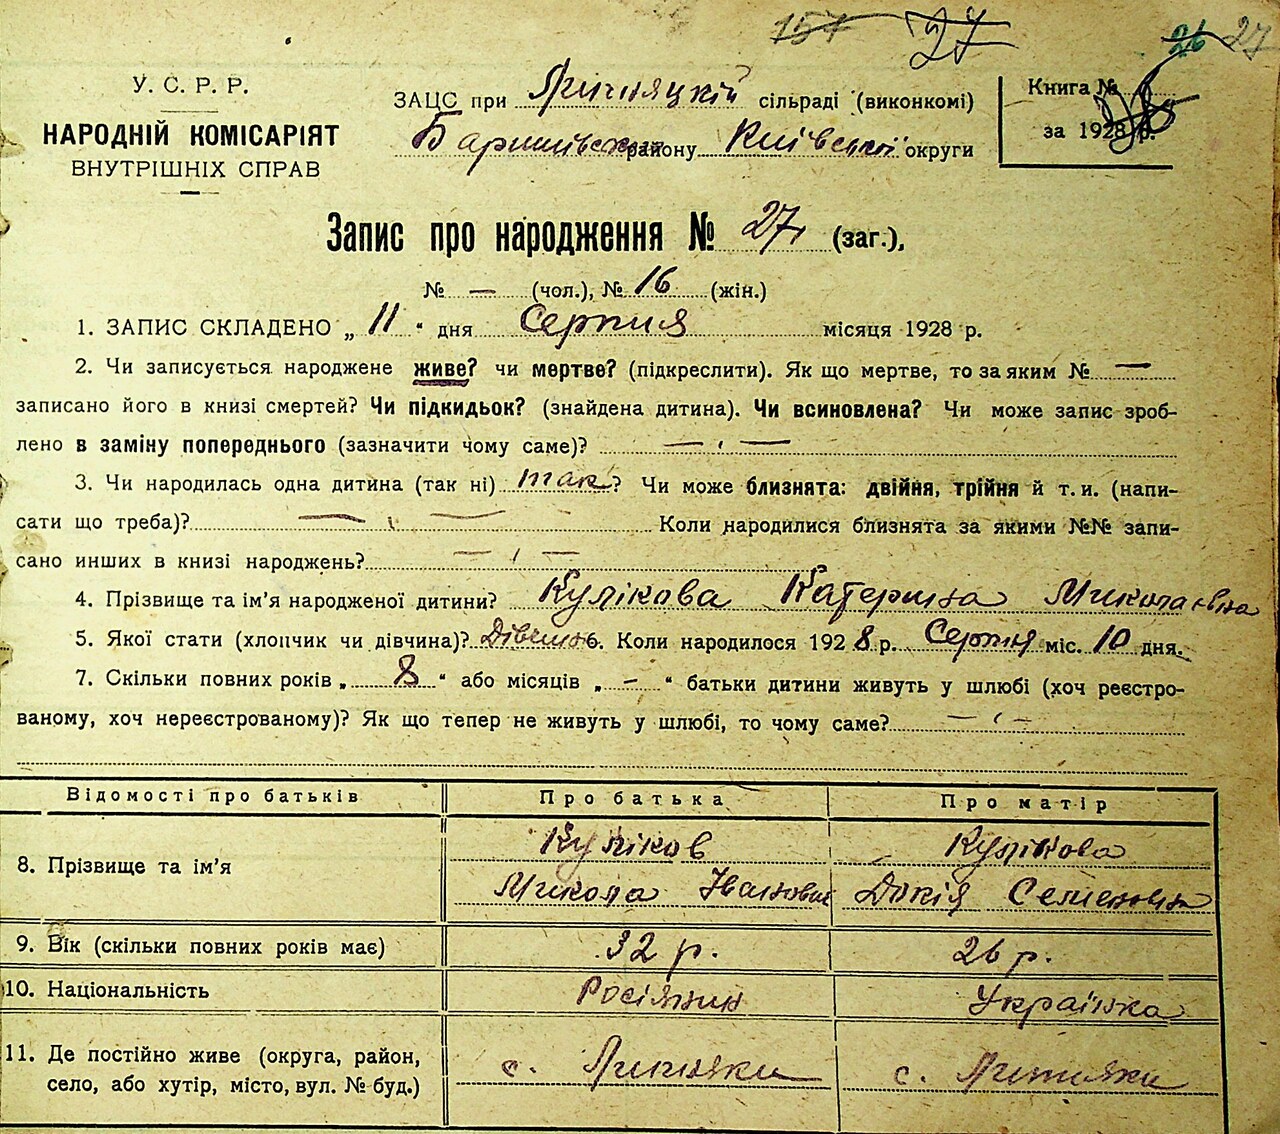 157 27 26 27
У. С. Р. Р.
НАРОДНІЙ КОМІСАРІЯТ
ВНУТРІШНІХ СПРАВ
ЗАЦС при сільраді (виконкомі)
Баришівського району Київської округи
Книга №
за 1928 р.
Запис про народження № 27 (заг.),
№ — (чол.), № 16 (жін.)
1. ЗАПИС СКЛАДЕНО „ 11 “ дня Серпня місяця 1928 р.
2. Чи записується народжене живе? чи мертве? (підкреслити). Як що мертве, то за яким № —
записано його в книзі смертей? Чи підкидьок? (знайдена дитина). Чи всиновлена? Чи може запис зроб-
лено в заміну попереднього (зазначити чому саме)? — „ —
3. Чи народилась одна дитина (так ні) так? Чи може близнята: двійня, трійня й т. и. (напи-
сати що треба)? — „ — Коли народилися близнята за якими №№ запи-
сано инших в книзі народжень? — „ —
4. Прізвище та ім’я народженої дитини? Кулікова Катерина Миколаєвна
5. Якої стати (хлопчик чи дівчина)? Дівчина 6. Коли народилося 1928 р. Серпня міс. 10 дня.
7. Скільки повних років „ 8 “ або місяців „ — “ батьки дитини живуть у шлюбі (хоч реєстро-
ваному, хоч нереєстрованому)? Як що тепер не живуть у шлюбі, то чому саме? — „ —
Відомості про батьків Про батька Про матір
8. Прізвище та ім’я Куліков Кулікова
Микола Іванович Докія Семеновна
9. Вік (скільки повних років має) 32 р. 26 р.
10. Національність Росіянин Українка
11. Де постійно живе (округа, район, с. с.
село, або хутір, місто, вул. № буд.)